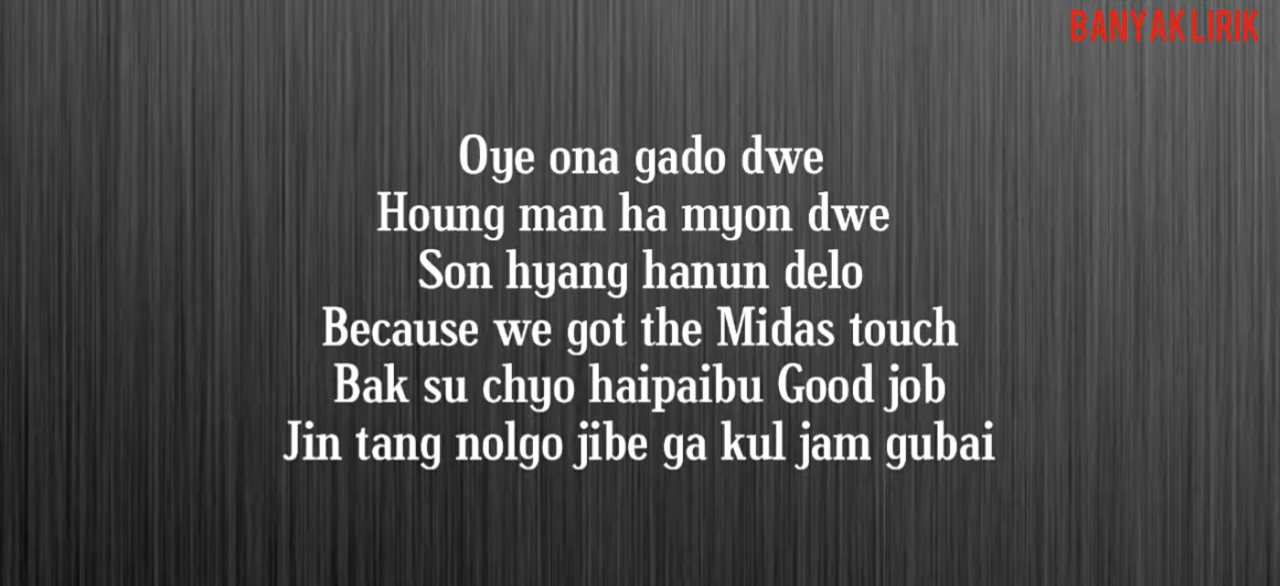 BANYAK LIRIK
Oye ona gado dwe
Houng man ha myon dwe
Son hyang hanun delo
Because we got the Midas touch
Bak su chyo haipaibu Good job
Jin tang nolgo jibe ga kul jam gubai